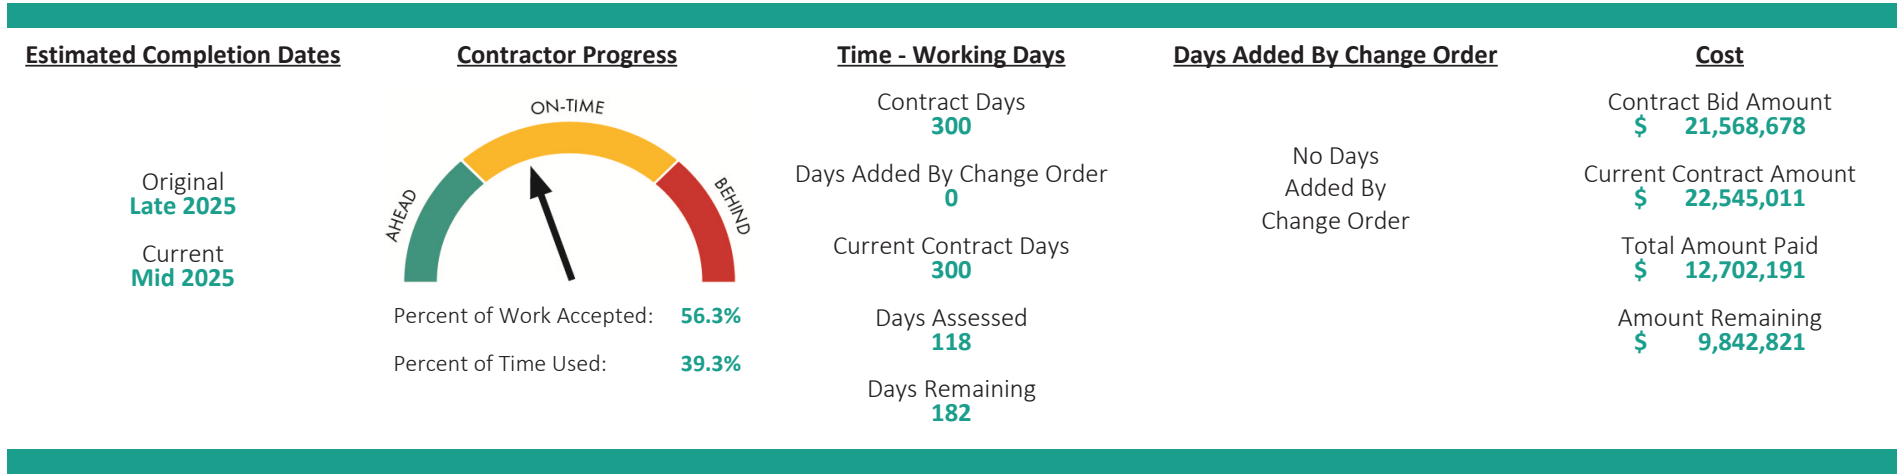 Estimated Completion Dates
Original
Late 2025
Current
Mid 2025
Contractor Progress
ON-TIME
AHEAD
BEHIND
Percent of Work Accepted: 56.3%
Percent of Time Used: 39.3%
Time - Working Days
Contract Days
300
Days Added By Change Order
0
Current Contract Days
300
Days Assessed
118
Days Remaining
182
Days Added By Change Order
No Days
Added By
Change Order
Cost
Contract Bid Amount
$ 21,568,678
Current Contract Amount
$ 22,545,011
Total Amount Paid
$ 12,702,191
Amount Remaining
$ 9,842,821